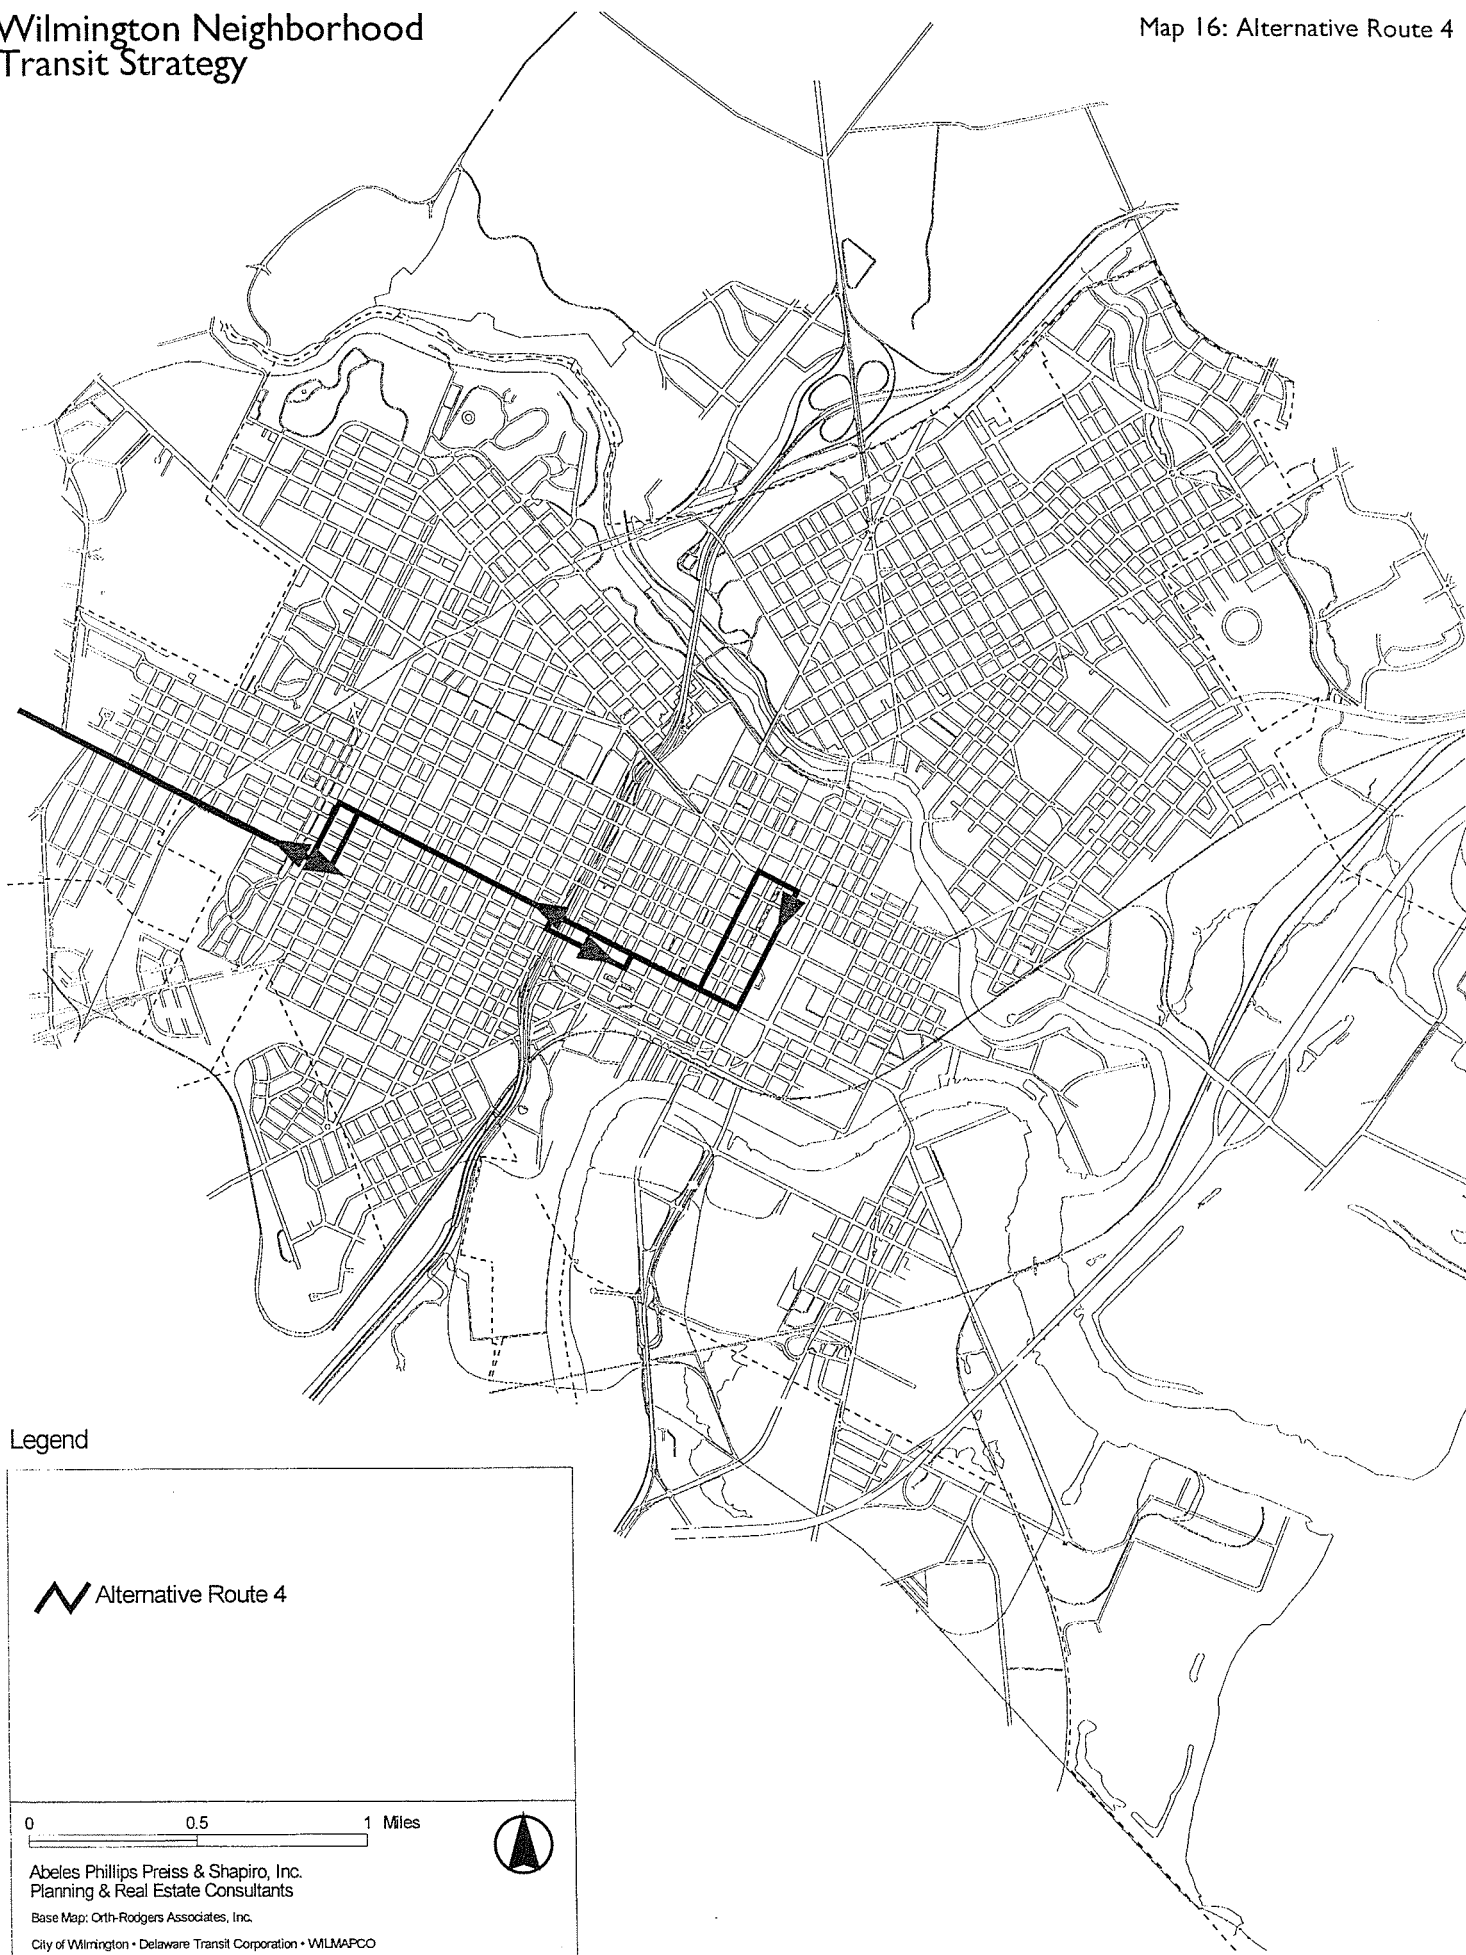 Wilmington Neighborhood
Transit Strategy
Map 16: Alternative Route 4
Legend
Alternative Route 4
0 0.5 1 Miles
Abeles Phillips Preiss & Shapiro, Inc.
Planning & Real Estate Consultants
Base Map: Orth-Rodgers Associates, Inc.
City of Wilmington • Delaware Transit Corporation • WILMAPCO